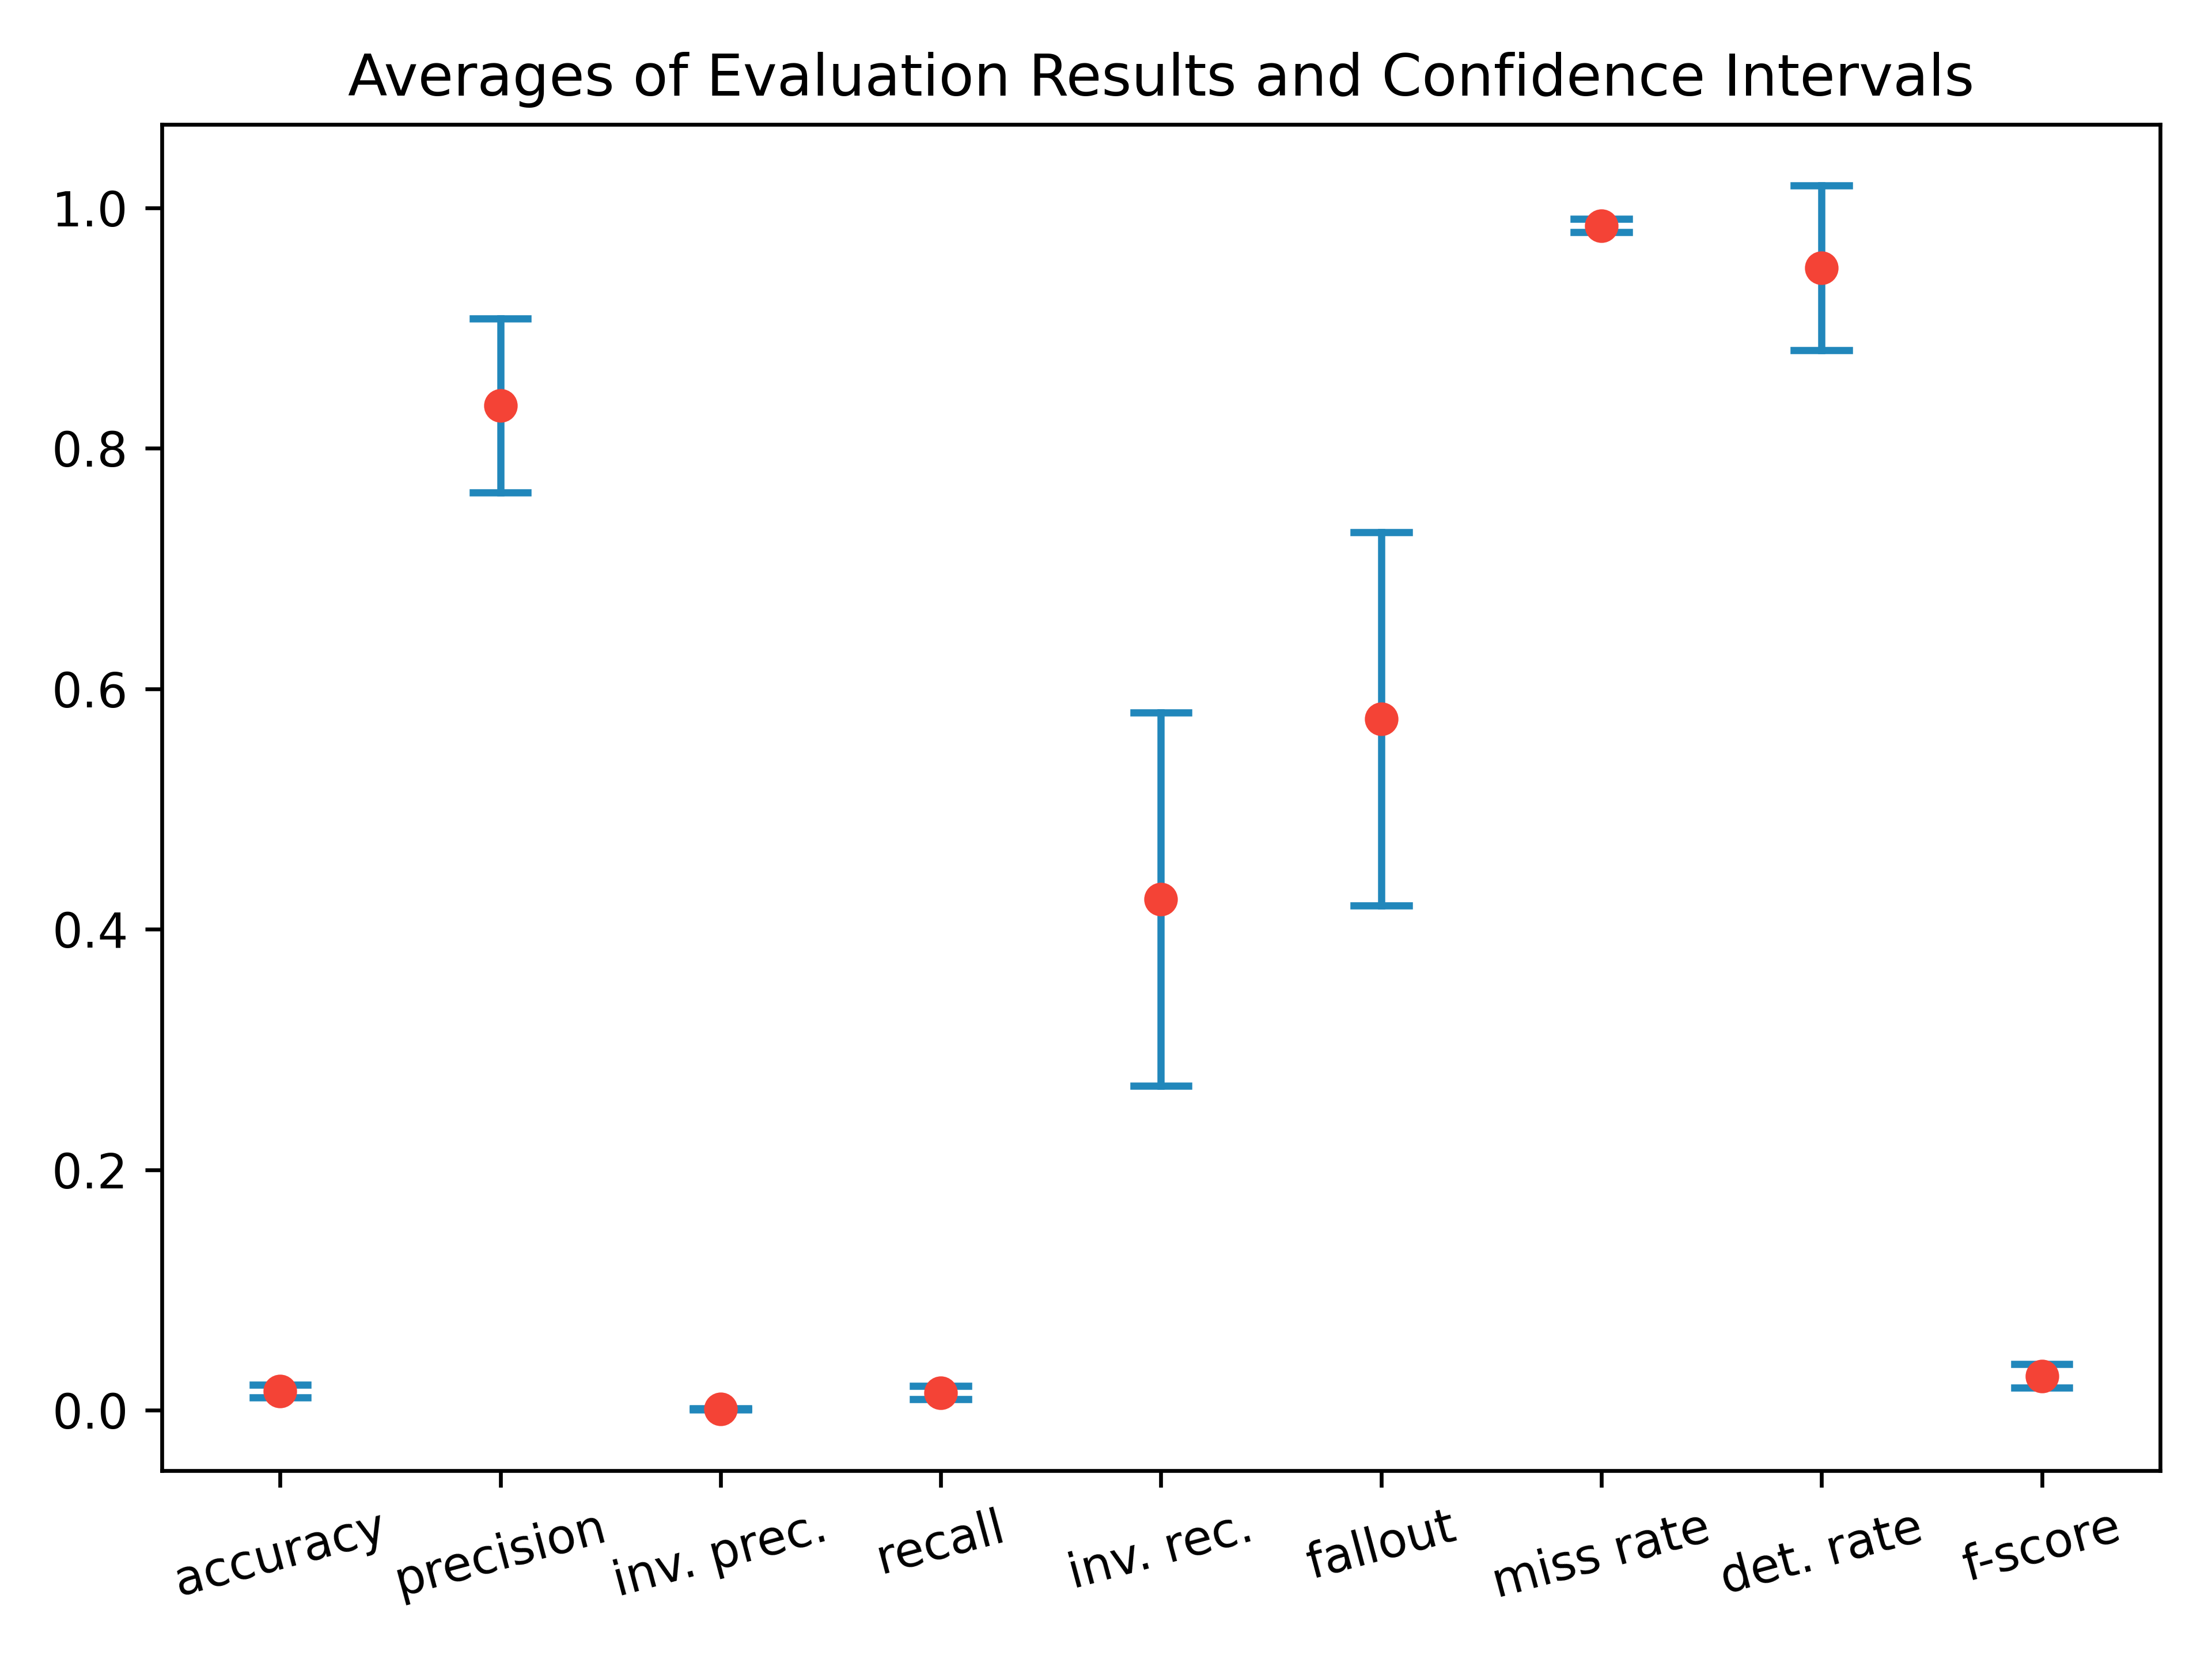 Averages of Evaluation Results and Confidence Intervals
1.0
0.8
0.6
0.4
0.2
0.0
accuracy
precision
inv. prec.
recall
inv. rec.
fallout
miss rate
det. rate
f-score